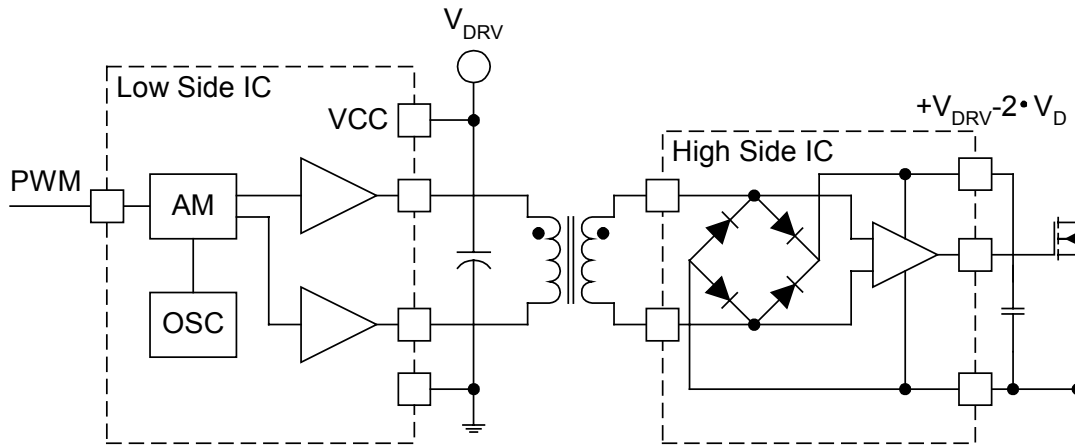 V_DRV
Low Side IC
VCC
+V_DRV-2•V_D
High Side IC
PWM
AM
OSC